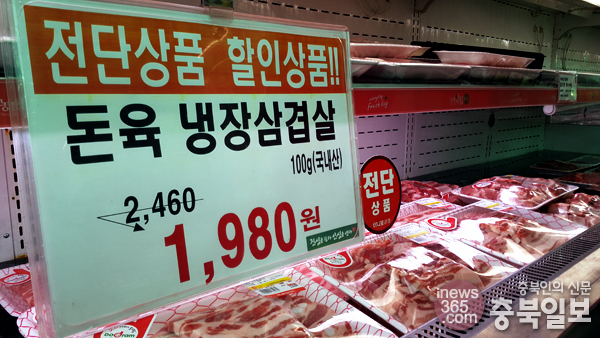 전단상품 할인상품!!
돈육 냉장삼겹살
100g(국내산)
2,460
1,980원
전단
상품
inews
365.com
충북인의 신문
충북일보